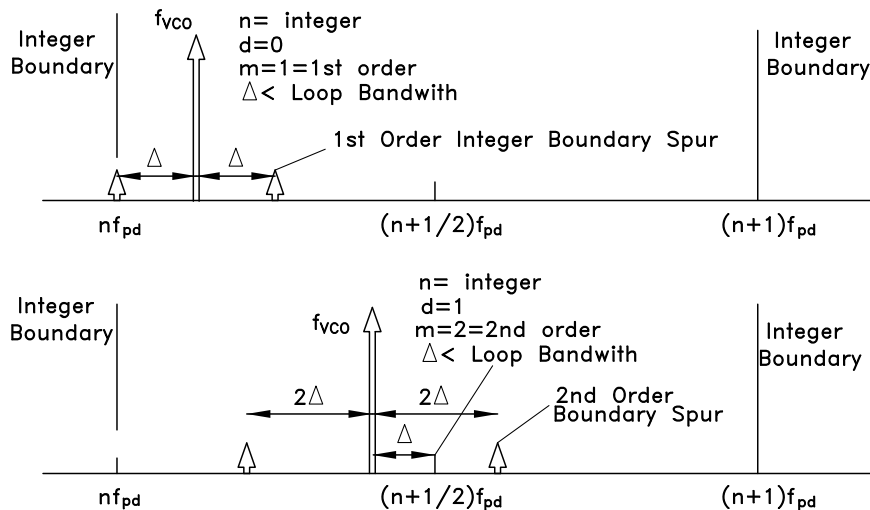 fVCO
n= integer
d=0
m=1=1st order
Δ< Loop Bandwith
Integer
Boundary
Integer
Boundary
Δ
Δ
1st Order Integer Boundary Spur
nfpd
(n+1/2)fpd
(n+1)fpd
n= integer
d=1
m=2=2nd order
Δ< Loop Bandwith
Integer
Boundary
fVCO
Integer
Boundary
2Δ
2Δ
2nd Order
Boundary Spur
Δ
nfpd
(n+1/2)fpd
(n+1)fpd